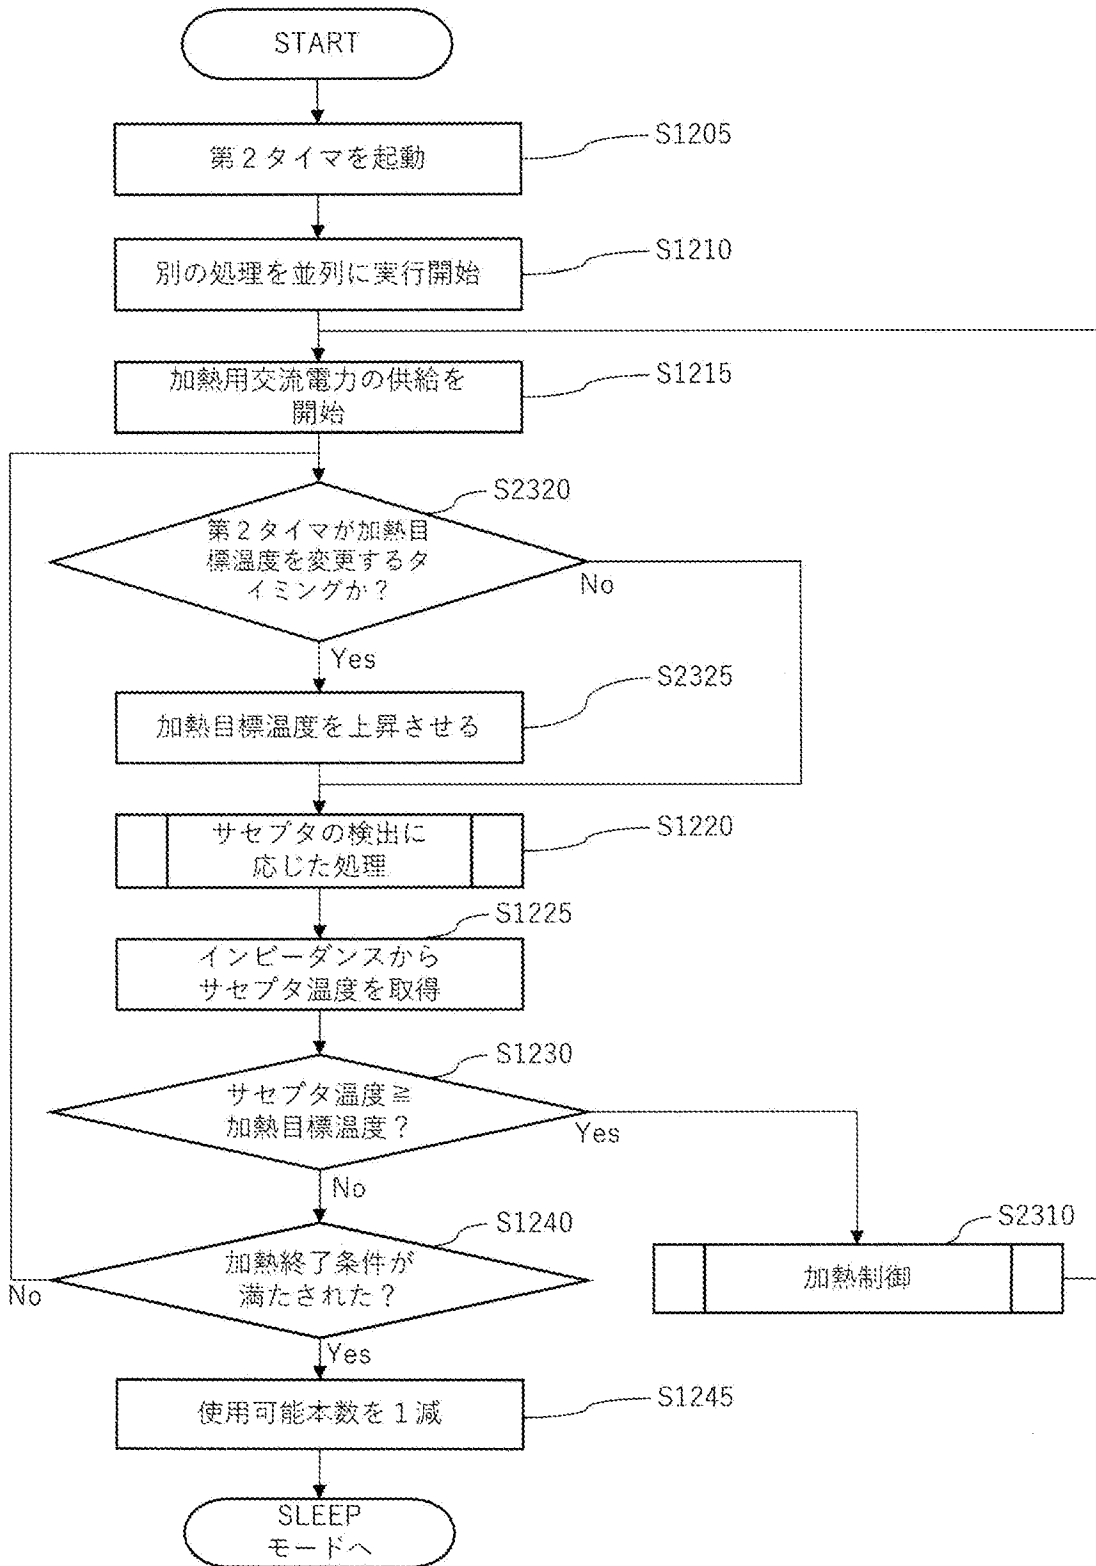 START
第2タイマを起動
S1205
別の処理を並列に実行開始
S1210
加熱用交流電力の供給を
開始
S1215
S2320
第2タイマが加熱目
標温度を変更するタ
イミングか？
No
Yes
加熱目標温度を上昇させる
S2325
サセプタの検出に
応じた処理
S1220
S1225
インピーダンスから
サセプタ温度を取得
S1230
サセプタ温度≧
加熱目標温度？
Yes
No
S1240
加熱終了条件が
満たされた？
No
Yes
S2310
加熱制御
使用可能本数を1減
S1245
SLEEP
モードへ